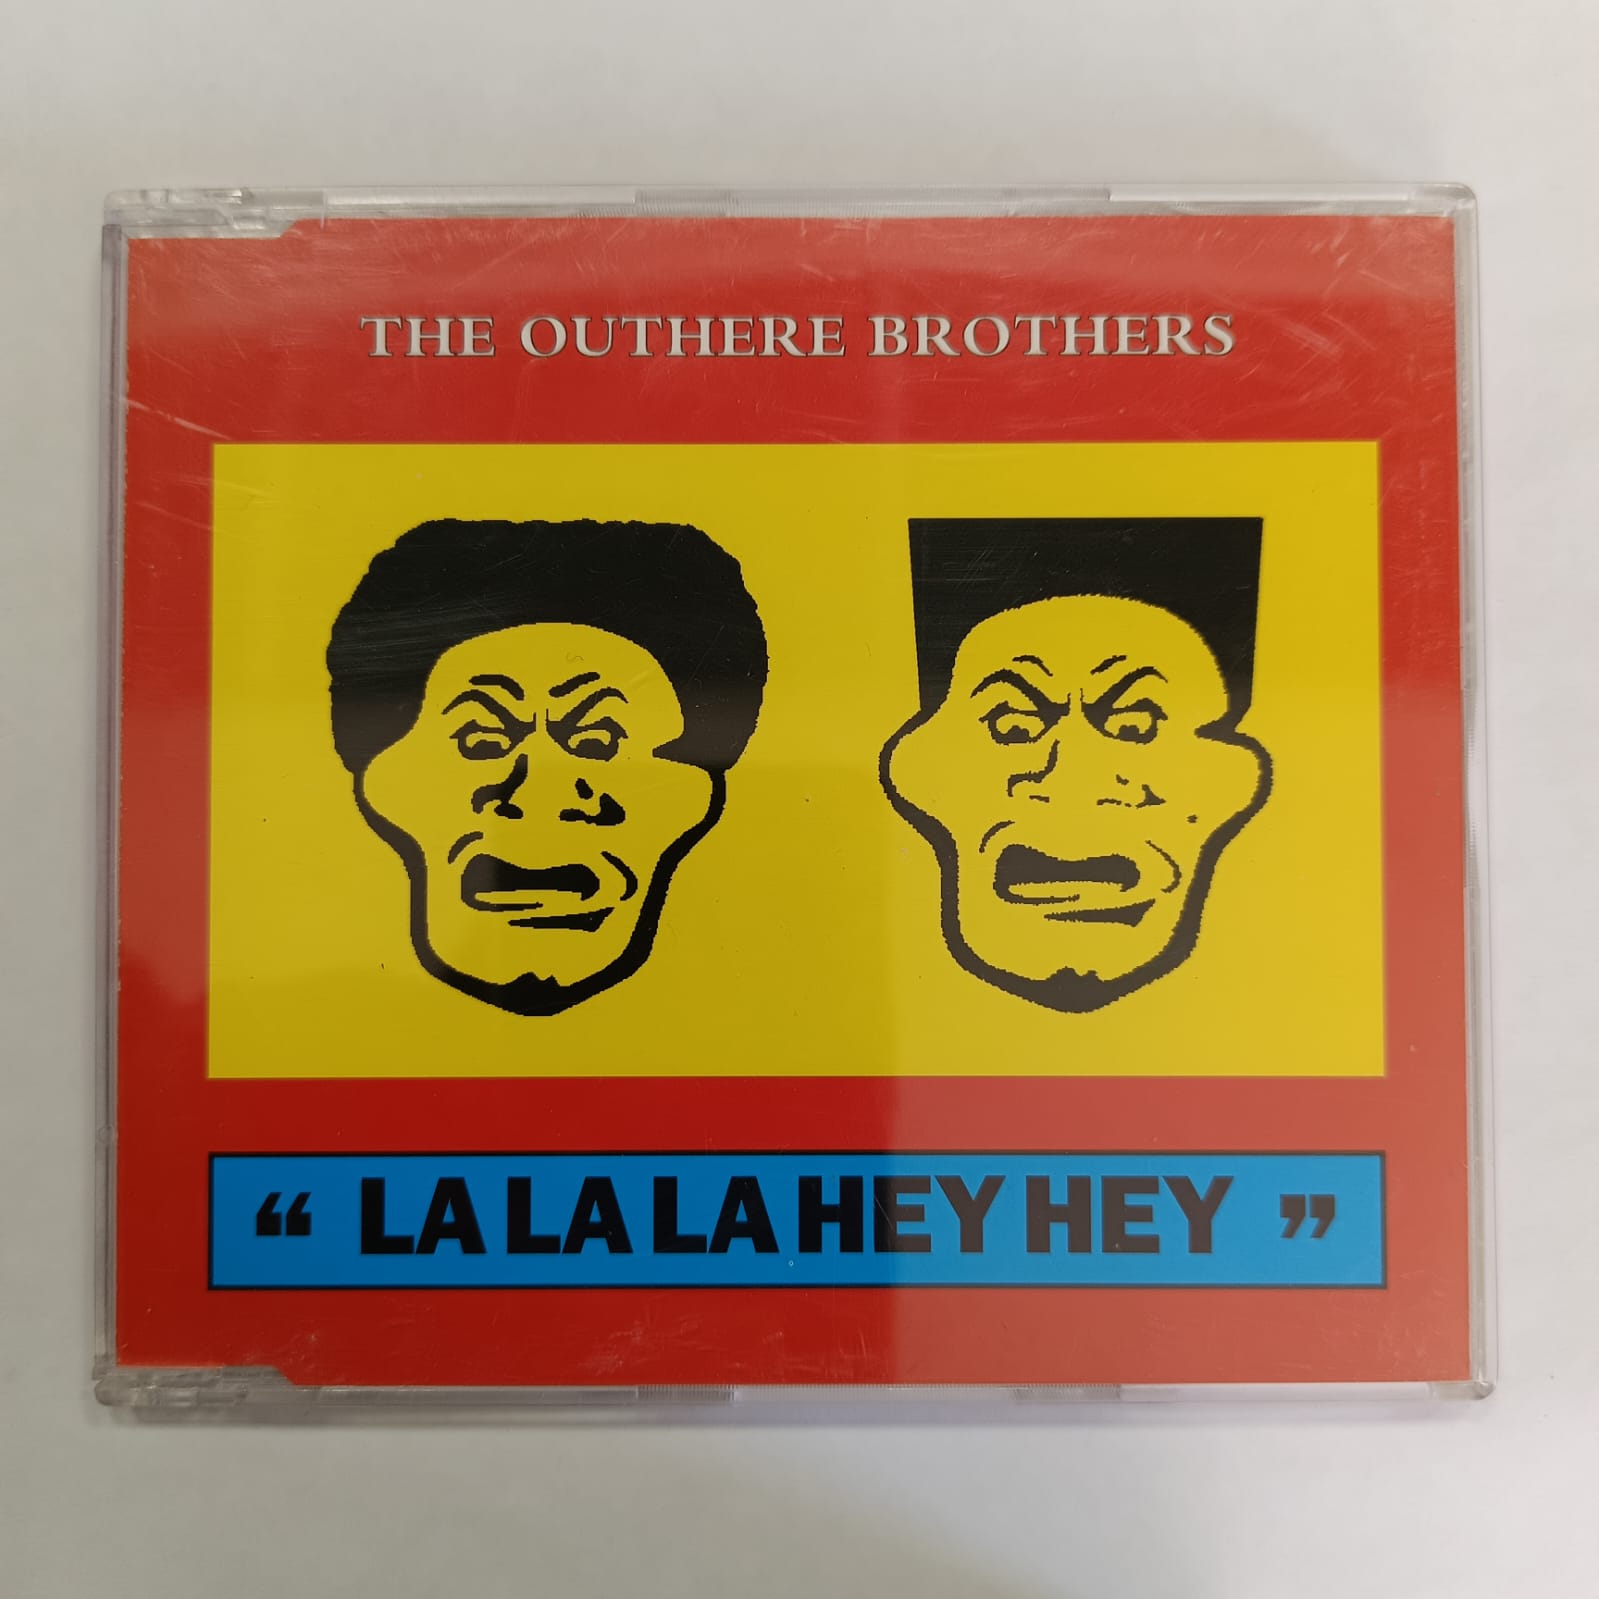 THE OUTHERE BROTHERS
“ LA LA LA HEY HEY ”